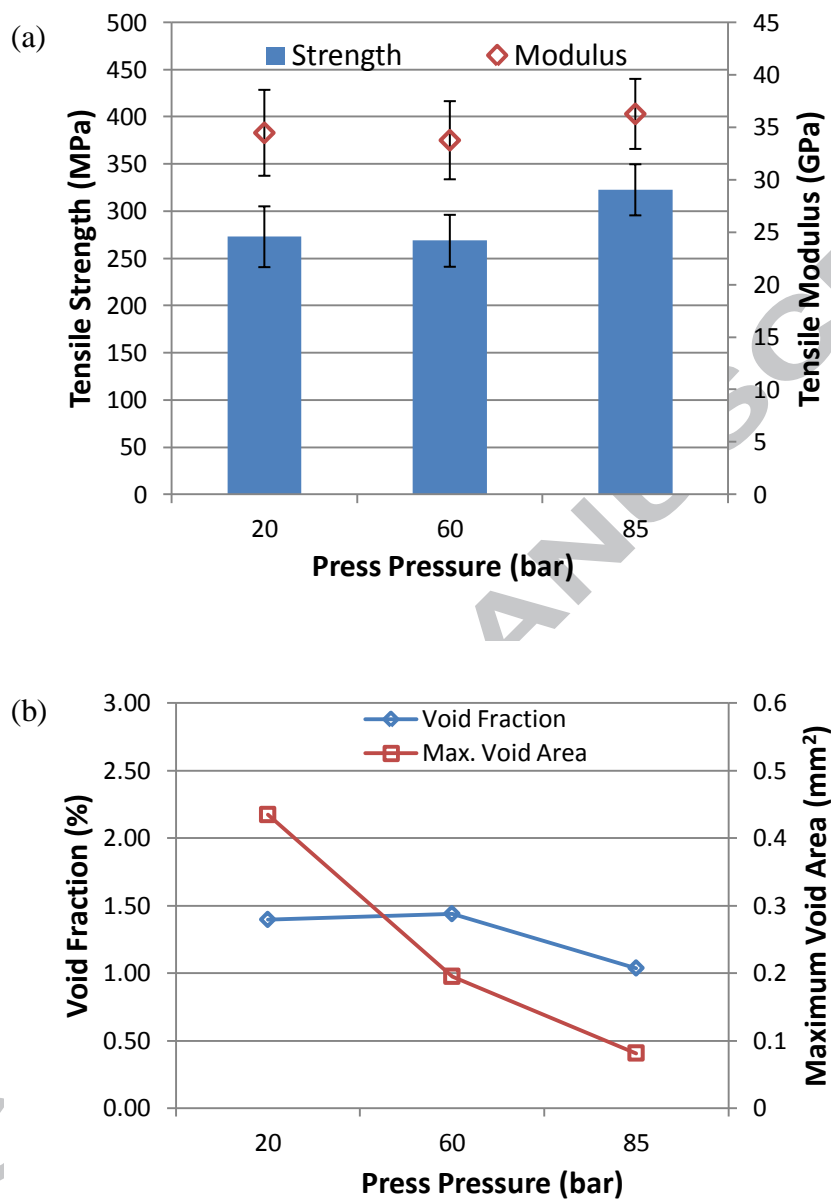 (a)
Strength Modulus
Tensile Strength (MPa)
500
450
400
350
300
250
200
150
100
50
0
45
40
35
30
25
20
15
10
5
0
Tensile Modulus (GPa)
20 60 85
Press Pressure (bar)
(b)
Void Fraction
Max. Void Area
Void Fraction (%)
3.00
2.50
2.00
1.50
1.00
0.50
0.00
0.6
0.5
0.4
0.3
0.2
0.1
0
Maximum Void Area (mm²)
20 60 85
Press Pressure (bar)